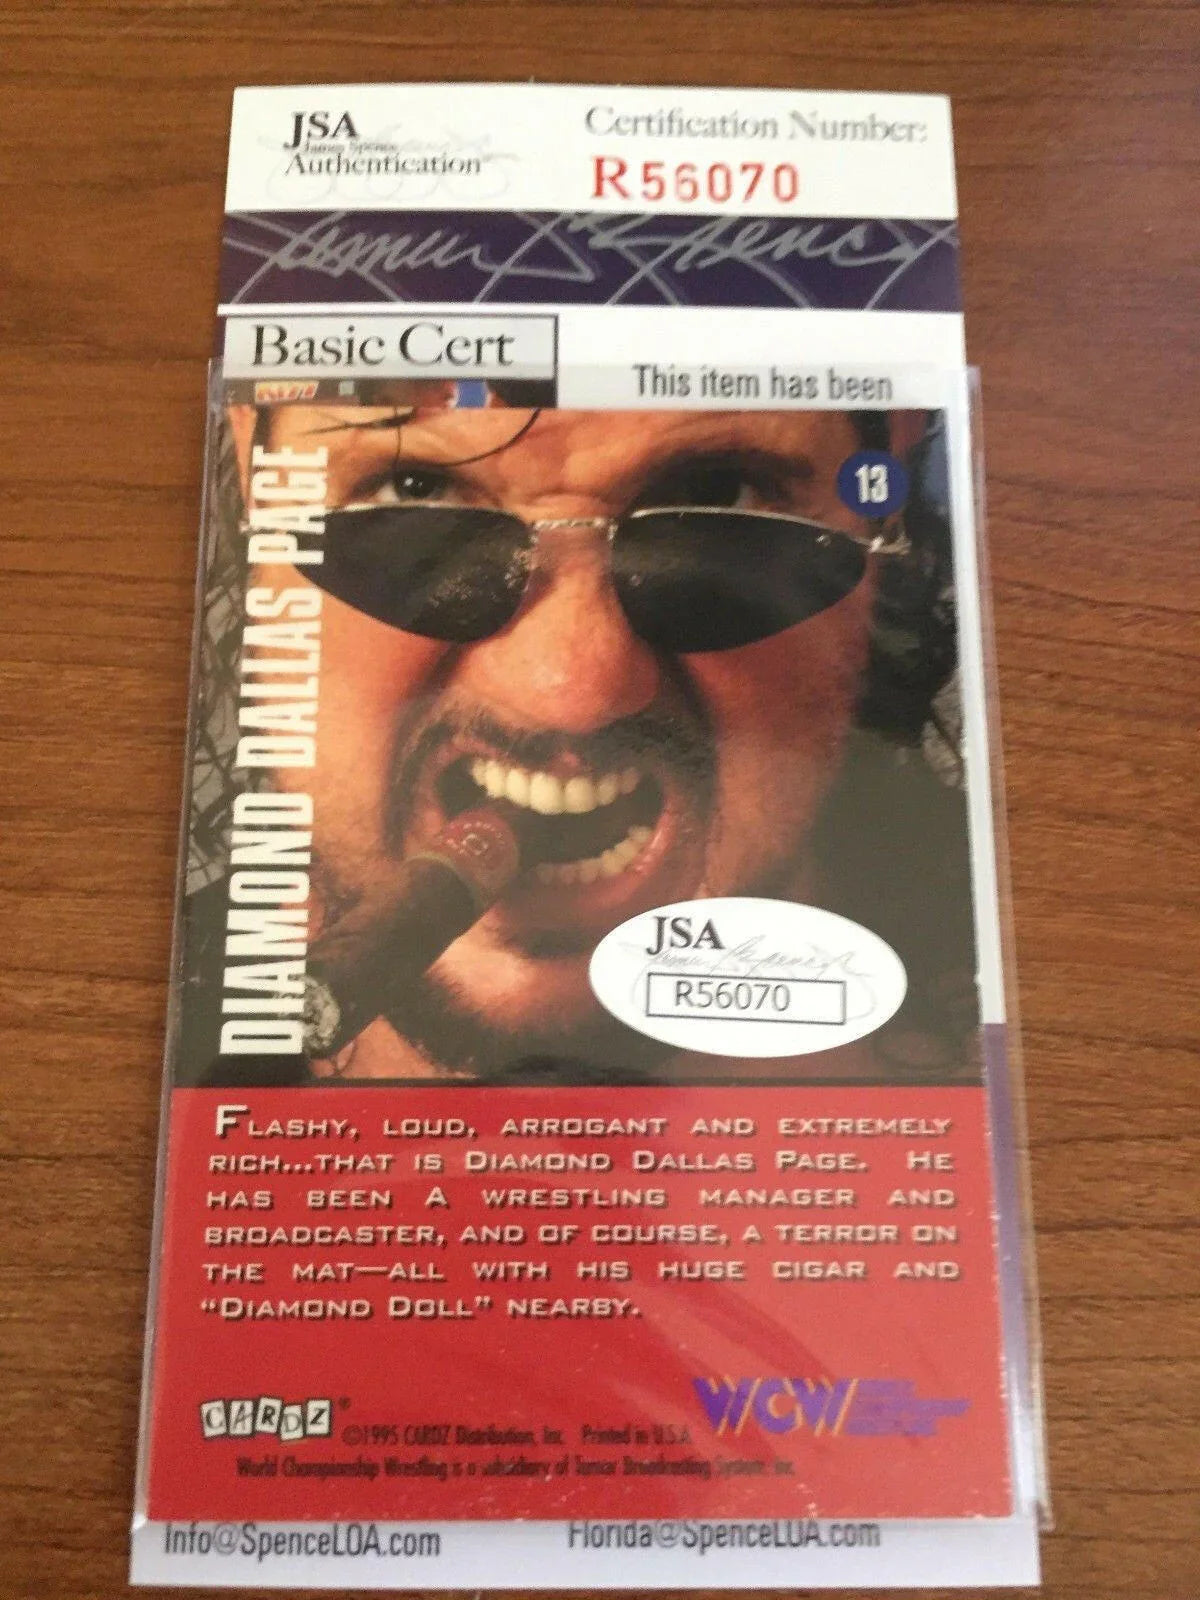 JSA
James Spence
Authentication
Certification Number:
R56070
Basic Cert
This item has been
13
DIAMOND DALLAS PAGE
JSA
R56070
FLASHY, LOUD, ARROGANT AND EXTREMELY
RICH...THAT IS DIAMOND DALLAS PAGE. HE
HAS BEEN A WRESTLING MANAGER AND
BROADCASTER, AND OF COURSE, A TERROR ON
THE MAT—ALL WITH HIS HUGE CIGAR AND
"DIAMOND DOLL" NEARBY.
CARDZ®
©1995 CARDZ Distribution, Inc. Printed in U.S.A.
WCW
World Championship Wrestling is a subsidiary of Turner Broadcasting System, Inc.
Info@SpenceLOA.com
Florida@SpenceLOA.com